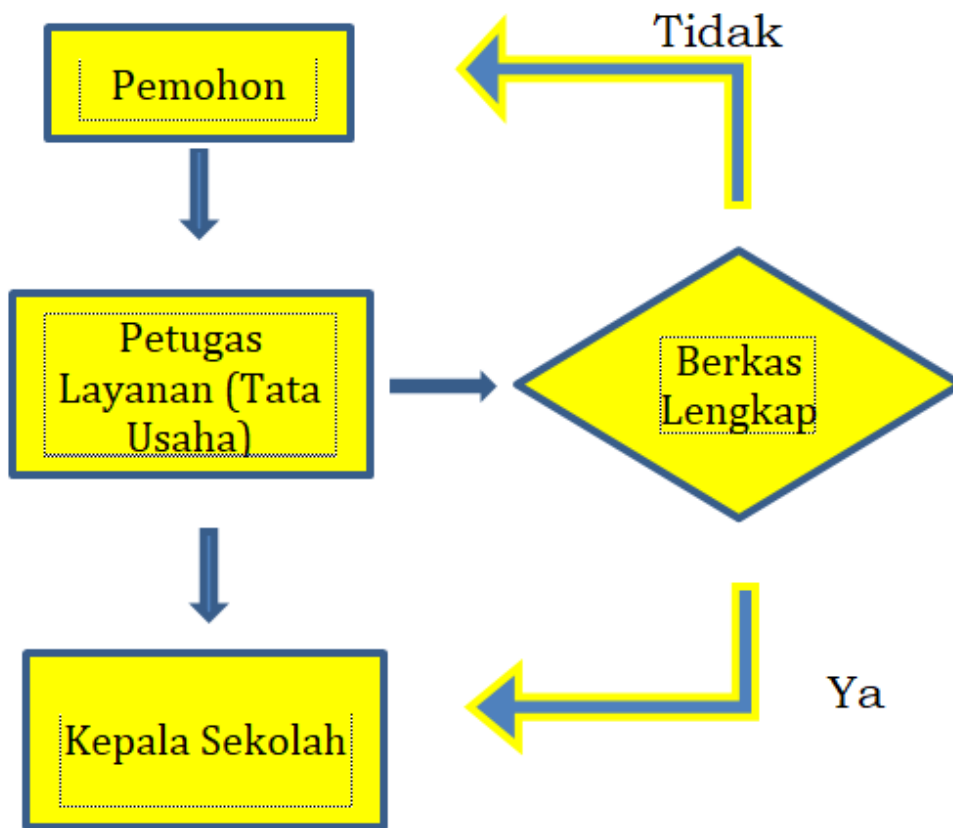 Tidak
Pemohon
Petugas
Layanan (Tata
Usaha)
Berkas
Lengkap
Ya
Kepala Sekolah